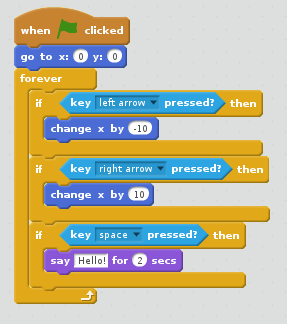 when clicked
go to x: 0 y: 0
forever
if key left arrow pressed? then
change x by -10
if key right arrow pressed? then
change x by 10
if key space pressed? then
say Hello! for 2 secs